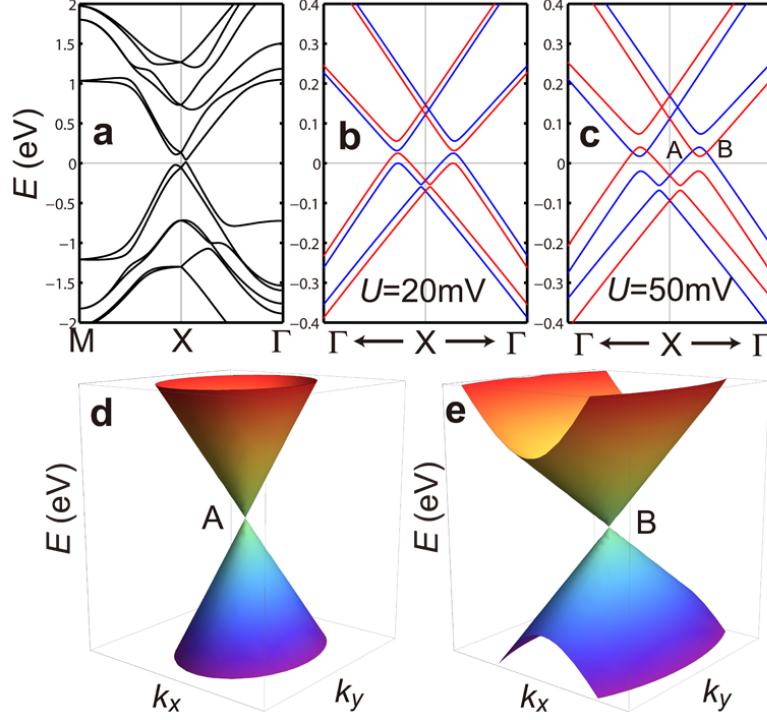 2 0.4 0.4
1.5 0.3 0.3
1 0.2 0.2
0.5 0.1 0.1
0 0 0
−0.5 −0.1 −0.1
−1 −0.2 −0.2
−1.5 −0.3 −0.3
−2 −0.4 −0.4
E (eV)
a
b
c
A B
U=20mV U=50mV
M X Γ Γ ← X → Γ Γ ← X → Γ
d e
E (eV) A E (eV) B
kx ky kx ky